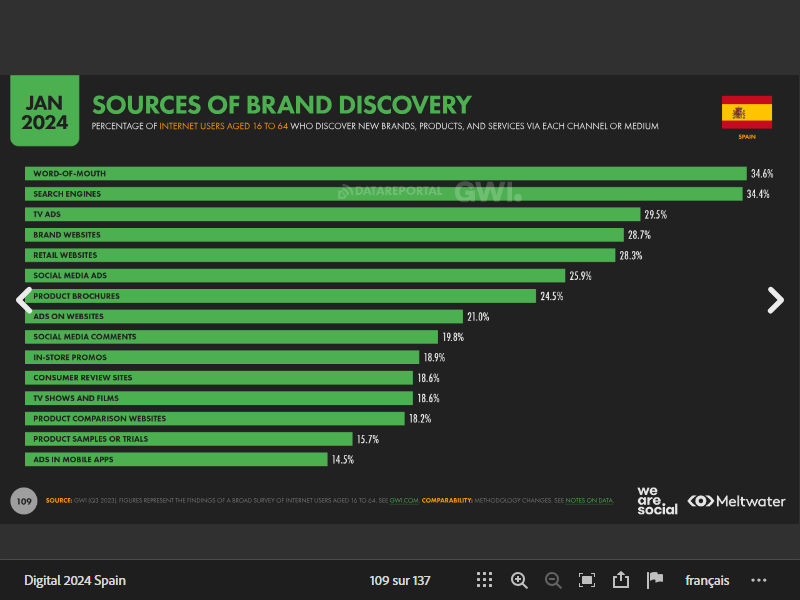 JAN
2024
SOURCES OF BRAND DISCOVERY
PERCENTAGE OF INTERNET USERS AGED 16 TO 64 WHO DISCOVER NEW BRANDS, PRODUCTS, AND SERVICES VIA EACH CHANNEL OR MEDIUM
SPAIN
WORD-OF-MOUTH 34.6%
SEARCH ENGINES 34.4%
DATAREPORTAL GWI.
TV ADS 29.5%
BRAND WEBSITES 28.7%
RETAIL WEBSITES 28.3%
SOCIAL MEDIA ADS 25.9%
PRODUCT BROCHURES 24.5%
ADS ON WEBSITES 21.0%
SOCIAL MEDIA COMMENTS 19.8%
IN-STORE PROMOS 18.9%
CONSUMER REVIEW SITES 18.6%
TV SHOWS AND FILMS 18.6%
PRODUCT COMPARISON WEBSITES 18.2%
PRODUCT SAMPLES OR TRIALS 15.7%
ADS IN MOBILE APPS 14.5%
109
SOURCE: GWI (Q3 2023). FIGURES REPRESENT THE FINDINGS OF A BROAD SURVEY OF INTERNET USERS AGED 16 TO 64. SEE GWI.COM. COMPARABILITY: METHODOLOGY CHANGES. SEE NOTES ON DATA.
we
are.
social
Meltwater
Digital 2024 Spain
109 sur 137
français